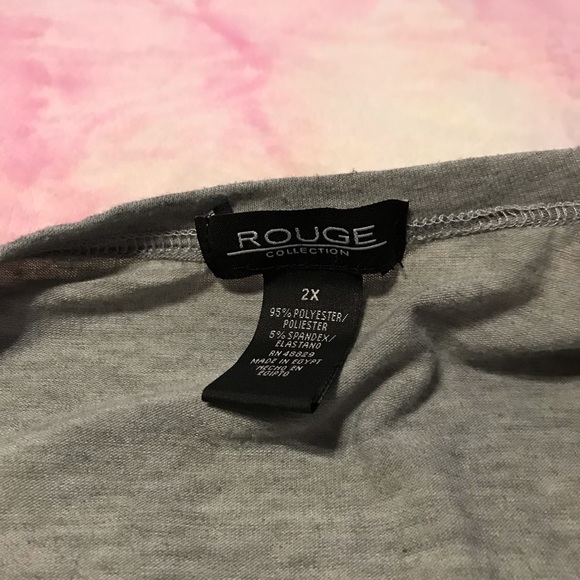 ROUGE
COLLECTION
2X
95% POLYESTER/
POLIESTER
5% SPANDEX/
ELASTANO
RN 48829
MADE IN EGYPT
HECHO EN
EGIPTO